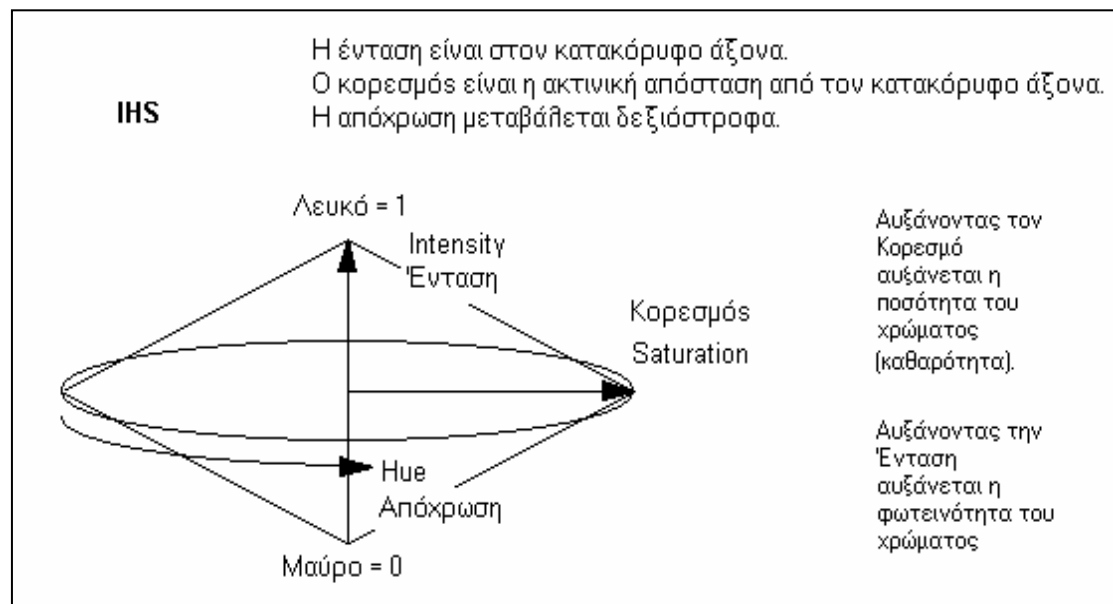 Η ένταση είναι στον κατακόρυφο άξονα.
Ο κορεσμός είναι η ακτινική απόσταση από τον κατακόρυφο άξονα.
IHS
Η απόχρωση μεταβάλεται δεξιόστροφα.
Λευκό = 1
Intensity
Ένταση
Κορεσμός
Saturation
Hue
Απόχρωση
Μαύρο = 0
Αυξάνοντας τον
Κορεσμό
αυξάνεται η
ποσότητα του
χρώματος
(καθαρότητα).
Αυξάνοντας την
Ένταση
αυξάνεται η
φωτεινότητα του
χρώματος